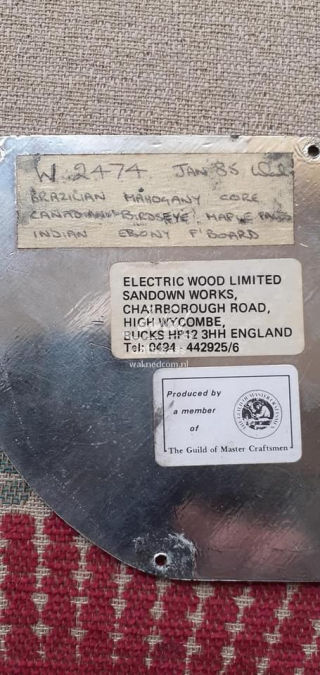 W 2474 JAN 85
BRAZILIAN MAHOGANY CORE
CANADIAN BIRDSEYE MAPLE FACES
INDIAN EBONY F'BOARD
ELECTRIC WOOD LIMITED
SANDOWN WORKS,
CHAIRBOROUGH ROAD,
HIGH WYCOMBE,
BUCKS HP12 3HH ENGLAND
Tel: 0494 - 442925/6
waknedcom.nl
Produced by
a member
of
The Guild of Master Craftsmen